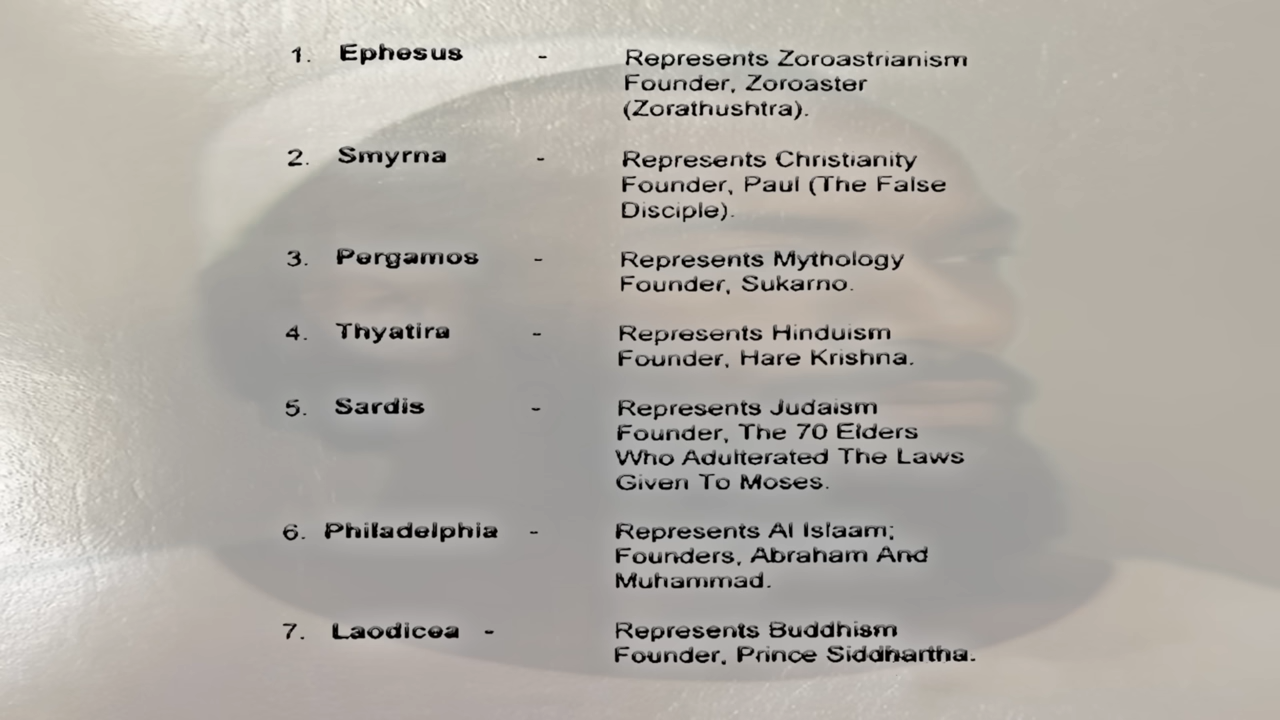 1. Ephesus - Represents Zoroastrianism
Founder, Zoroaster
(Zorathushtra).
2. Smyrna - Represents Christianity
Founder, Paul (The False
Disciple).
3. Pergamos - Represents Mythology
Founder, Sukarno.
4. Thyatira - Represents Hinduism
Founder, Hare Krishna.
5. Sardis - Represents Judaism
Founder, The 70 Elders
Who Adulterated The Laws
Given To Moses.
6. Philadelphia - Represents Al Islaam;
Founders, Abraham And
Muhammad.
7. Laodicea - Represents Buddhism
Founder, Prince Siddhartha.